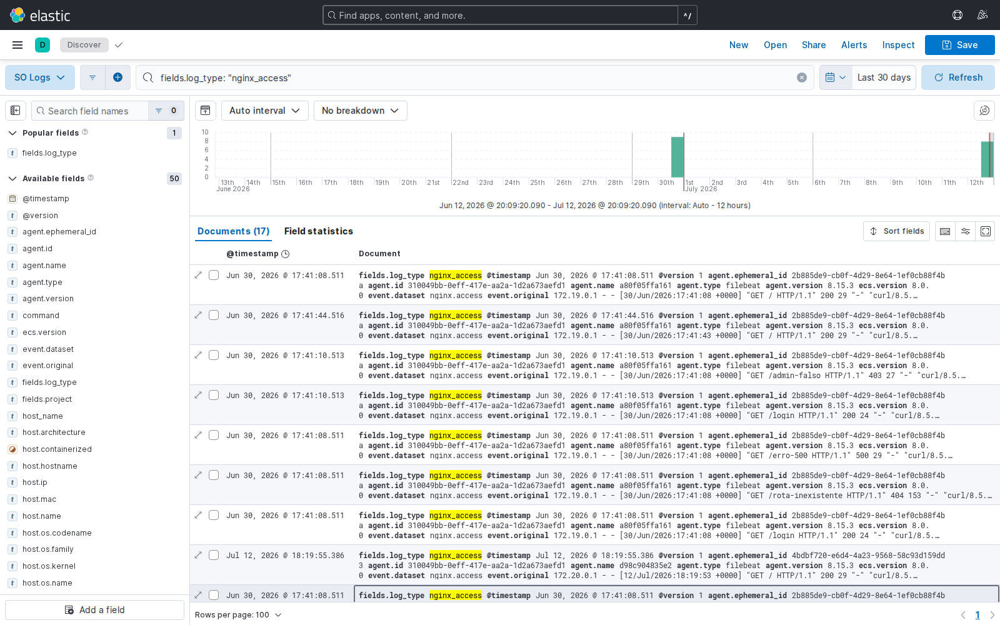 elastic
Find apps, content, and more.
^/
D
Discover
New
Open
Share
Alerts
Inspect
Save
SO Logs
fields.log_type: "nginx_access"
Last 30 days
Refresh
Search field names
0
Auto interval
No breakdown
Popular fields
1
fields.log_type
Available fields
50
@timestamp
@version
agent.ephemeral_id
agent.id
agent.name
agent.type
agent.version
command
ecs.version
event.dataset
event.original
fields.log_type
fields.project
host_name
host.architecture
host.containerized
host.hostname
host.ip
host.mac
host.name
host.os.codename
host.os.family
host.os.kernel
host.os.name
Add a field
10
8
6
4
2
0
13th 14th 15th 16th 17th 18th 19th 20th 21st 22nd 23rd 24th 25th 26th 27th 28th 29th 30th 1st 2nd 3rd 4th 5th 6th 7th 8th 9th 10th 11th 12th
June 2026 July 2026
Jun 12, 2026 @ 20:09:20.090 - Jul 12, 2026 @ 20:09:20.090 (interval: Auto - 12 hours)
Documents (17)
Field statistics
Sort fields
@timestamp
Document
Jun 30, 2026 @ 17:41:08.511 fields.log_type nginx_access @timestamp Jun 30, 2026 @ 17:41:08.511 @version 1 agent.ephemeral_id 2b885de9-cb0f-4d29-8e64-1ef0cb88f4b
a agent.id 310049bb-0eff-417e-aa2a-1d2a673aefd1 agent.name a80f05ffa161 agent.type filebeat agent.version 8.15.3 ecs.version 8.0.
0 event.dataset nginx.access event.original 172.19.0.1 - - [30/Jun/2026:17:41:08 +0000] "GET / HTTP/1.1" 200 29 "-" "curl/8.5.…
Jun 30, 2026 @ 17:41:44.516 fields.log_type nginx_access @timestamp Jun 30, 2026 @ 17:41:44.516 @version 1 agent.ephemeral_id 2b885de9-cb0f-4d29-8e64-1ef0cb88f4b
a agent.id 310049bb-0eff-417e-aa2a-1d2a673aefd1 agent.name a80f05ffa161 agent.type filebeat agent.version 8.15.3 ecs.version 8.0.
0 event.dataset nginx.access event.original 172.19.0.1 - - [30/Jun/2026:17:41:43 +0000] "GET / HTTP/1.1" 200 29 "-" "curl/8.5.…
Jun 30, 2026 @ 17:41:10.513 fields.log_type nginx_access @timestamp Jun 30, 2026 @ 17:41:10.513 @version 1 agent.ephemeral_id 2b885de9-cb0f-4d29-8e64-1ef0cb88f4b
a agent.id 310049bb-0eff-417e-aa2a-1d2a673aefd1 agent.name a80f05ffa161 agent.type filebeat agent.version 8.15.3 ecs.version 8.0.
0 event.dataset nginx.access event.original 172.19.0.1 - - [30/Jun/2026:17:41:08 +0000] "GET /admin-falso HTTP/1.1" 403 27 "-" "curl/8.5.…
Jun 30, 2026 @ 17:41:10.513 fields.log_type nginx_access @timestamp Jun 30, 2026 @ 17:41:10.513 @version 1 agent.ephemeral_id 2b885de9-cb0f-4d29-8e64-1ef0cb88f4b
a agent.id 310049bb-0eff-417e-aa2a-1d2a673aefd1 agent.name a80f05ffa161 agent.type filebeat agent.version 8.15.3 ecs.version 8.0.
0 event.dataset nginx.access event.original 172.19.0.1 - - [30/Jun/2026:17:41:08 +0000] "GET /login HTTP/1.1" 200 24 "-" "curl/8.5.…
Jun 30, 2026 @ 17:41:08.511 fields.log_type nginx_access @timestamp Jun 30, 2026 @ 17:41:08.511 @version 1 agent.ephemeral_id 2b885de9-cb0f-4d29-8e64-1ef0cb88f4b
a agent.id 310049bb-0eff-417e-aa2a-1d2a673aefd1 agent.name a80f05ffa161 agent.type filebeat agent.version 8.15.3 ecs.version 8.0.
0 event.dataset nginx.access event.original 172.19.0.1 - - [30/Jun/2026:17:41:08 +0000] "GET /erro-500 HTTP/1.1" 500 29 "-" "curl/8.5.…
Jun 30, 2026 @ 17:41:08.511 fields.log_type nginx_access @timestamp Jun 30, 2026 @ 17:41:08.511 @version 1 agent.ephemeral_id 2b885de9-cb0f-4d29-8e64-1ef0cb88f4b
a agent.id 310049bb-0eff-417e-aa2a-1d2a673aefd1 agent.name a80f05ffa161 agent.type filebeat agent.version 8.15.3 ecs.version 8.0.
0 event.dataset nginx.access event.original 172.19.0.1 - - [30/Jun/2026:17:41:08 +0000] "GET /rota-inexistente HTTP/1.1" 404 153 "-" "curl/8.5.…
Jun 30, 2026 @ 17:41:08.511 fields.log_type nginx_access @timestamp Jun 30, 2026 @ 17:41:08.511 @version 1 agent.ephemeral_id 2b885de9-cb0f-4d29-8e64-1ef0cb88f4b
a agent.id 310049bb-0eff-417e-aa2a-1d2a673aefd1 agent.name a80f05ffa161 agent.type filebeat agent.version 8.15.3 ecs.version 8.0.
0 event.dataset nginx.access event.original 172.19.0.1 - - [30/Jun/2026:17:41:08 +0000] "GET /login HTTP/1.1" 200 24 "-" "curl/8.5.…
Jul 12, 2026 @ 18:19:55.386 fields.log_type nginx_access @timestamp Jul 12, 2026 @ 18:19:55.386 @version 1 agent.ephemeral_id 4bdbf720-e6d4-4a23-9568-58c93d159dd
3 agent.id 310049bb-0eff-417e-aa2a-1d2a673aefd1 agent.name d98c904835e2 agent.type filebeat agent.version 8.15.3 ecs.version 8.0.
0 event.dataset nginx.access event.original 172.20.0.1 - - [12/Jul/2026:18:19:53 +0000] "GET / HTTP/1.1" 200 29 "-" "curl/8.5.…
Jun 30, 2026 @ 17:41:08.511 fields.log_type nginx_access @timestamp Jun 30, 2026 @ 17:41:08.511 @version 1 agent.ephemeral_id 2b885de9-cb0f-4d29-8e64-1ef0cb88f4b
Rows per page: 100
1